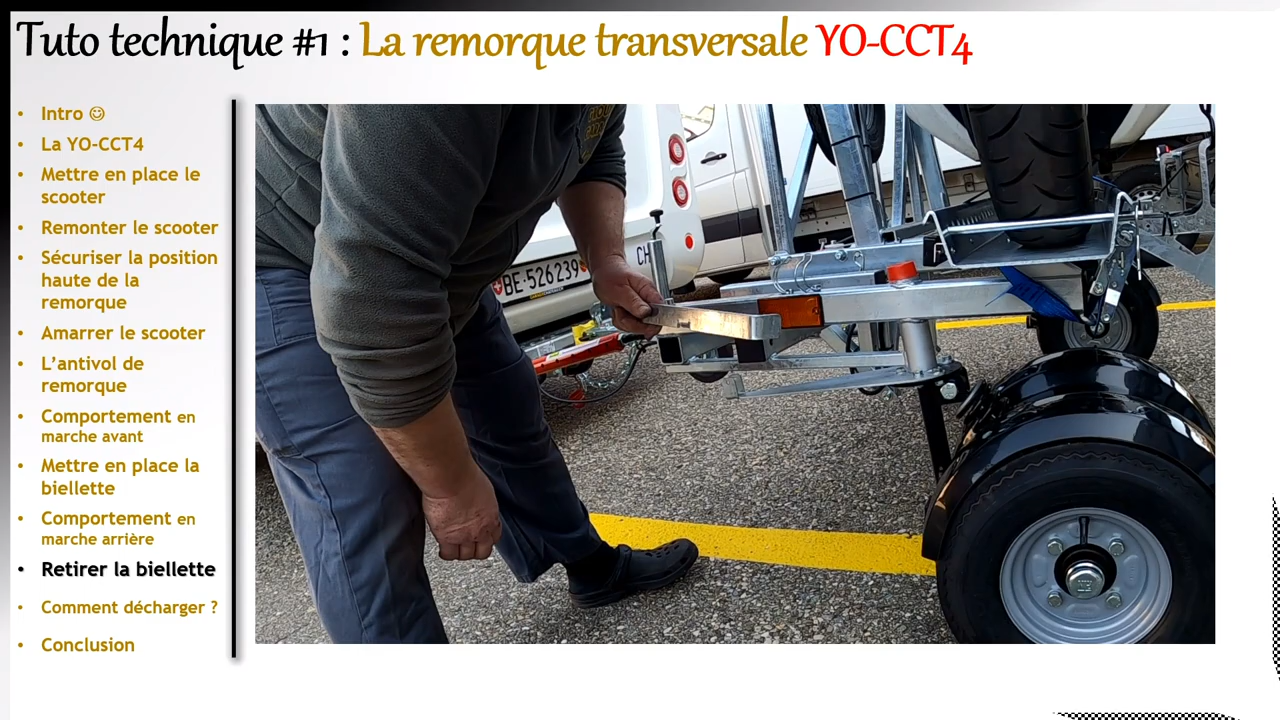 Tuto technique #1 : La remorque transversale YO-CCT4
• Intro ☺
• La YO-CCT4
• Mettre en place le
scooter
• Remonter le scooter
• Sécuriser la position
haute de la
remorque
• Amarrer le scooter
• L’antivol de
remorque
• Comportement en
marche avant
• Mettre en place la
biellette
• Comportement en
marche arrière
• Retirer la biellette
• Comment décharger ?
• Conclusion
BE·526239
CH